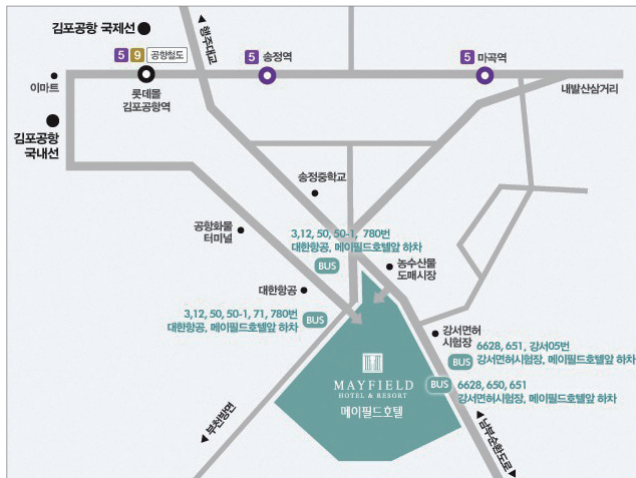 김포공항 국제선
행주대교
5 9 공항철도
5 송정역
5 마곡역
이마트
롯데몰
김포공항역
내발산삼거리
김포공항
국내선
송정중학교
공항화물
터미널
3,12, 50, 50-1, 780번
대한항공, 메이필드호텔앞 하차
BUS
농수산물
도매시장
대한항공
3,12, 50, 50-1, 71, 780번
대한항공, 메이필드호텔앞 하차
BUS
강서면허
시험장
6628, 651, 강서05번
BUS
강서면허시험장, 메이필드호텔앞 하차
MAYFIELD
HOTEL & RESORT
메이필드호텔
BUS
6628, 650, 651
강서면허시험장, 메이필드호텔앞 하차
부천방면
남부순환도로